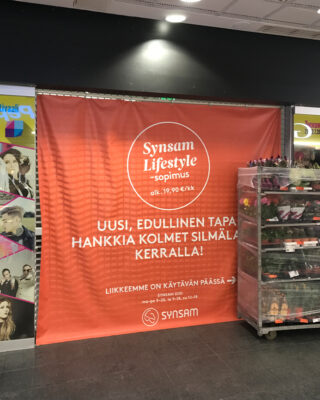 Synsam
Lifestyle
-sopimus
alk. 19,90 €/kk
UUSI, EDULLINEN TAPA
HANKKIA KOLMET SILMÄLA
KERRALLA!
LIIKKEEMME ON KÄYTÄVÄN PÄÄSSÄ →
SYNSAM